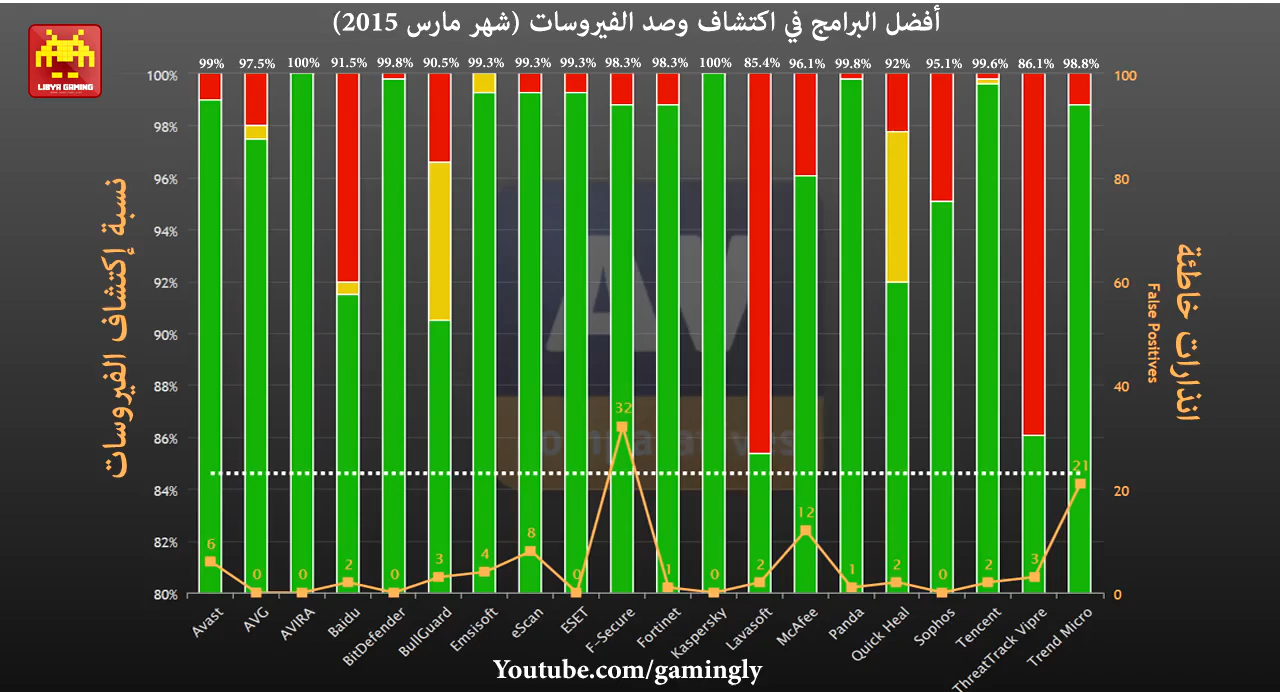 أفضل البرامج في اكتشاف وصد الفيروسات (شهر مارس 2015)
LIBYA GAMING
99% 97.5% 100% 91.5% 99.8% 90.5% 99.3% 99.3% 99.3% 98.3% 98.3% 100% 85.4% 96.1% 99.8% 92% 95.1% 99.6% 86.1% 98.8%
100%
98%
96%
94%
92%
90%
88%
86%
84%
82%
80%
نسبة إكتشاف الفيروسات
100
80
60
40
20
0
انذارات خاطئة
False Positives
AV
comparatives
6 0 0 2 0 3 4 8 0 32 1 0 2 12 1 2 0 2 3 21
Avast
AVG
AVIRA
Baidu
BitDefender
BullGuard
Emsisoft
eScan
ESET
F-Secure
Fortinet
Kaspersky
Lavasoft
McAfee
Panda
Quick Heal
Sophos
Tencent
ThreatTrack Vipre
Trend Micro
Youtube.com/gamingly